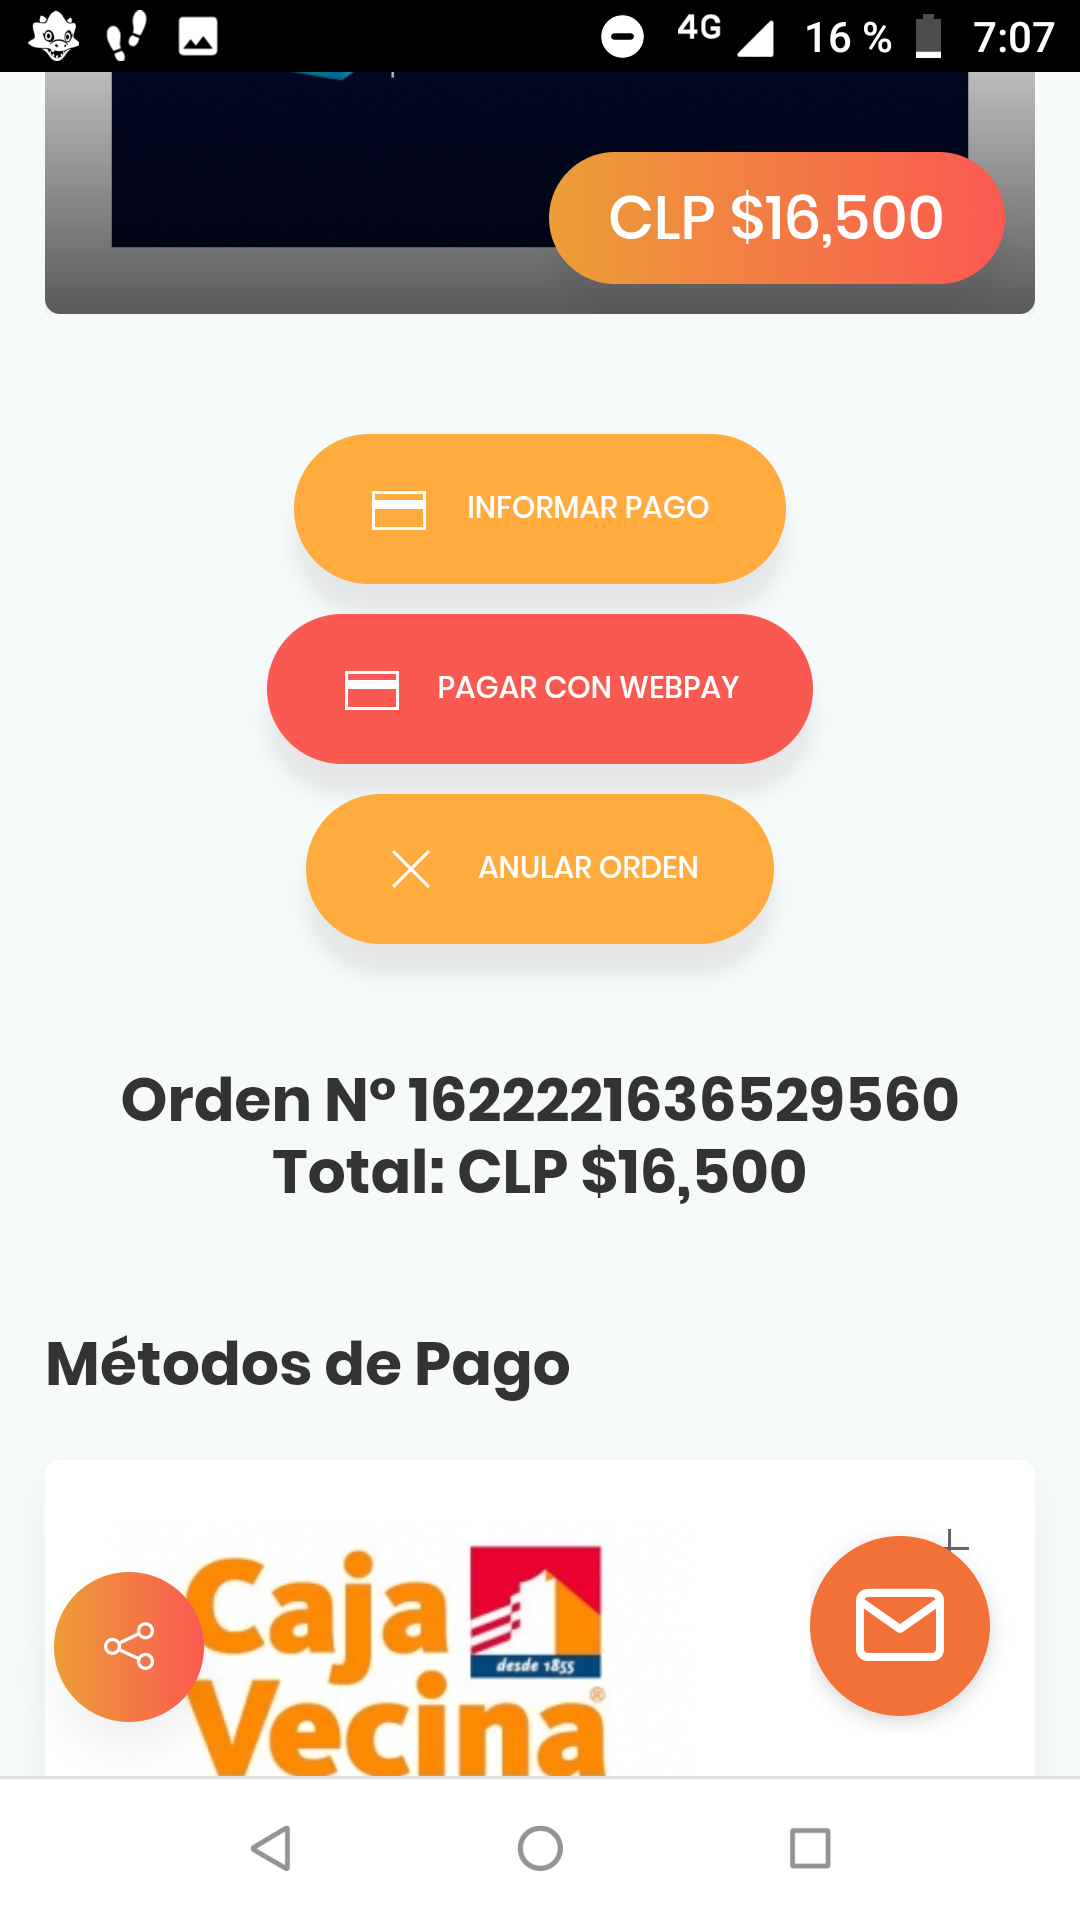 4G 16 % 7:07
CLP $16,500
INFORMAR PAGO
PAGAR CON WEBPAY
ANULAR ORDEN
Orden N° 1622221636529560
Total: CLP $16,500
Métodos de Pago
Caja
desde 1855
Vecina®